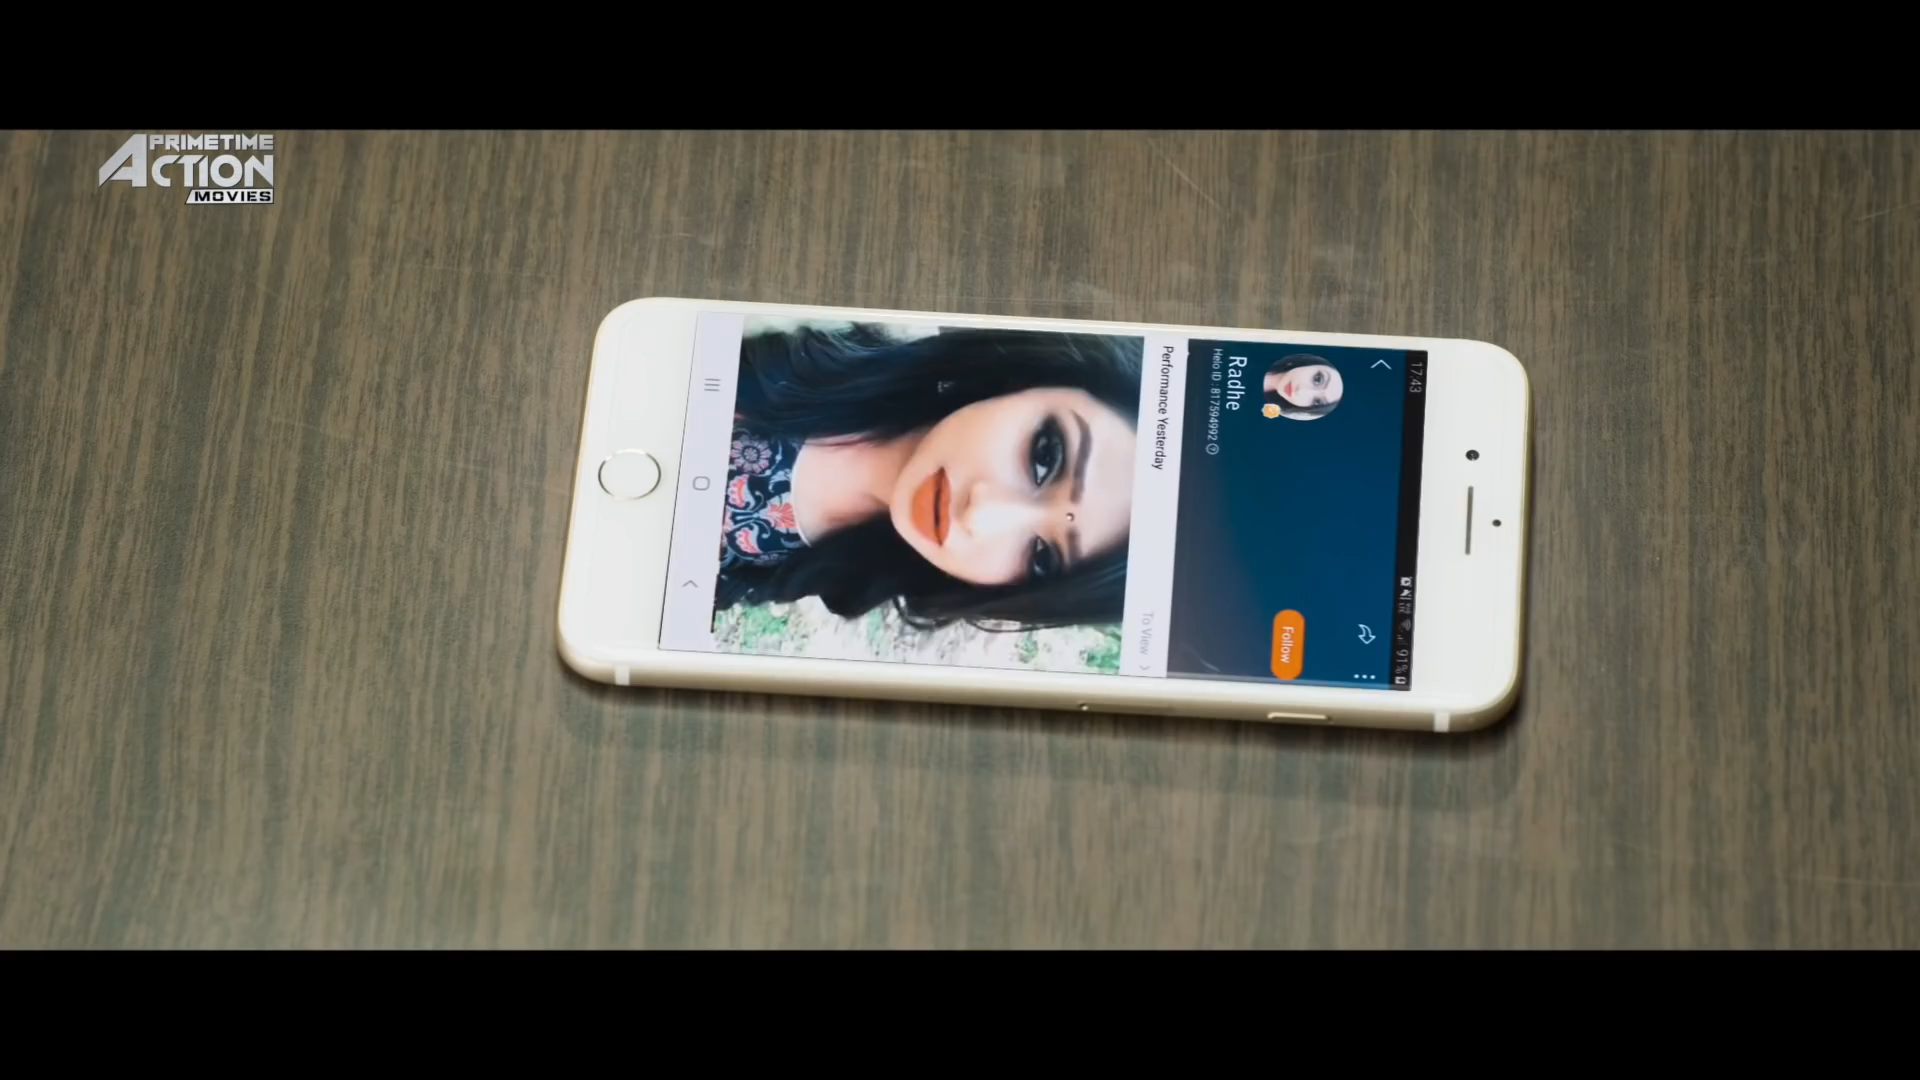 PRIMETIME
ACTION
MOVIES
17:43
91%
Follow
Radhe
Helo ID : 817594992
Performance Yesterday
To View